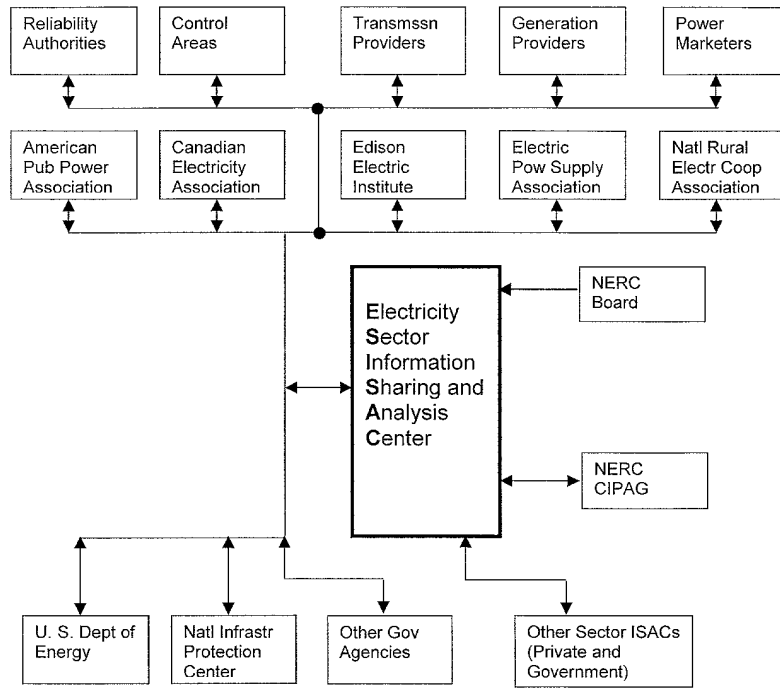 Reliability
Authorities
Control
Areas
Transmssn
Providers
Generation
Providers
Power
Marketers
American
Pub Power
Association
Canadian
Electricity
Association
Edison
Electric
Institute
Electric
Pow Supply
Association
Natl Rural
Electr Coop
Association
Electricity
Sector
Information
Sharing and
Analysis
Center
NERC
Board
NERC
CIPAG
U. S. Dept of
Energy
Natl Infrastr
Protection
Center
Other Gov
Agencies
Other Sector ISACs
(Private and
Government)